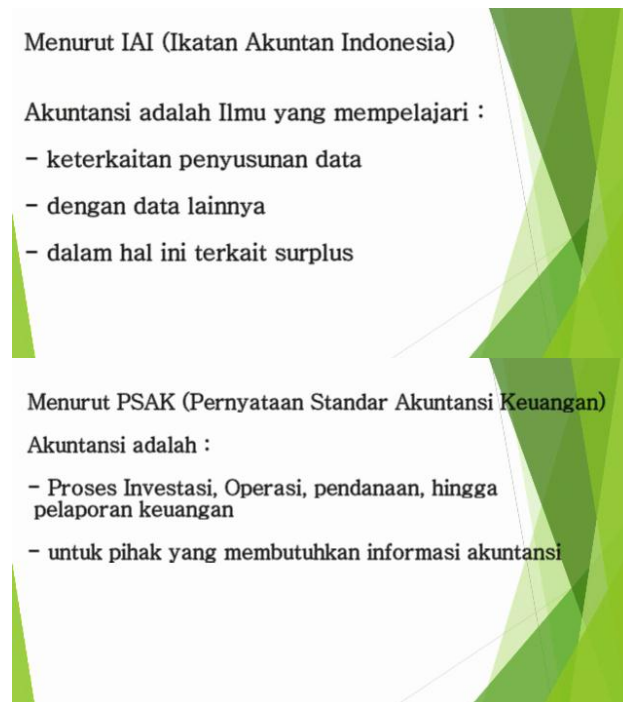 Menurut IAI (Ikatan Akuntan Indonesia)
Akuntansi adalah Ilmu yang mempelajari :
- keterkaitan penyusunan data
- dengan data lainnya
- dalam hal ini terkait surplus
Menurut PSAK (Pernyataan Standar Akuntansi Keuangan)
Akuntansi adalah :
- Proses Investasi, Operasi, pendanaan, hingga
pelaporan keuangan
- untuk pihak yang membutuhkan informasi akuntansi